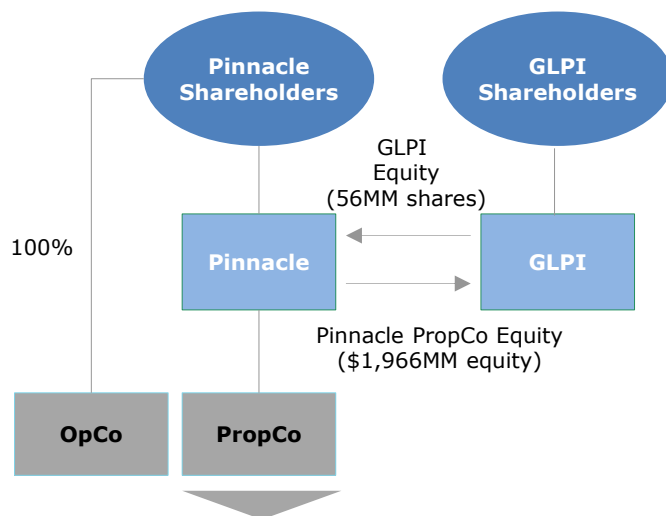 Pinnacle
Shareholders
GLPI
Shareholders
GLPI
Equity
(56MM shares)
100%
Pinnacle
GLPI
Pinnacle PropCo Equity
($1,966MM equity)
OpCo
PropCo